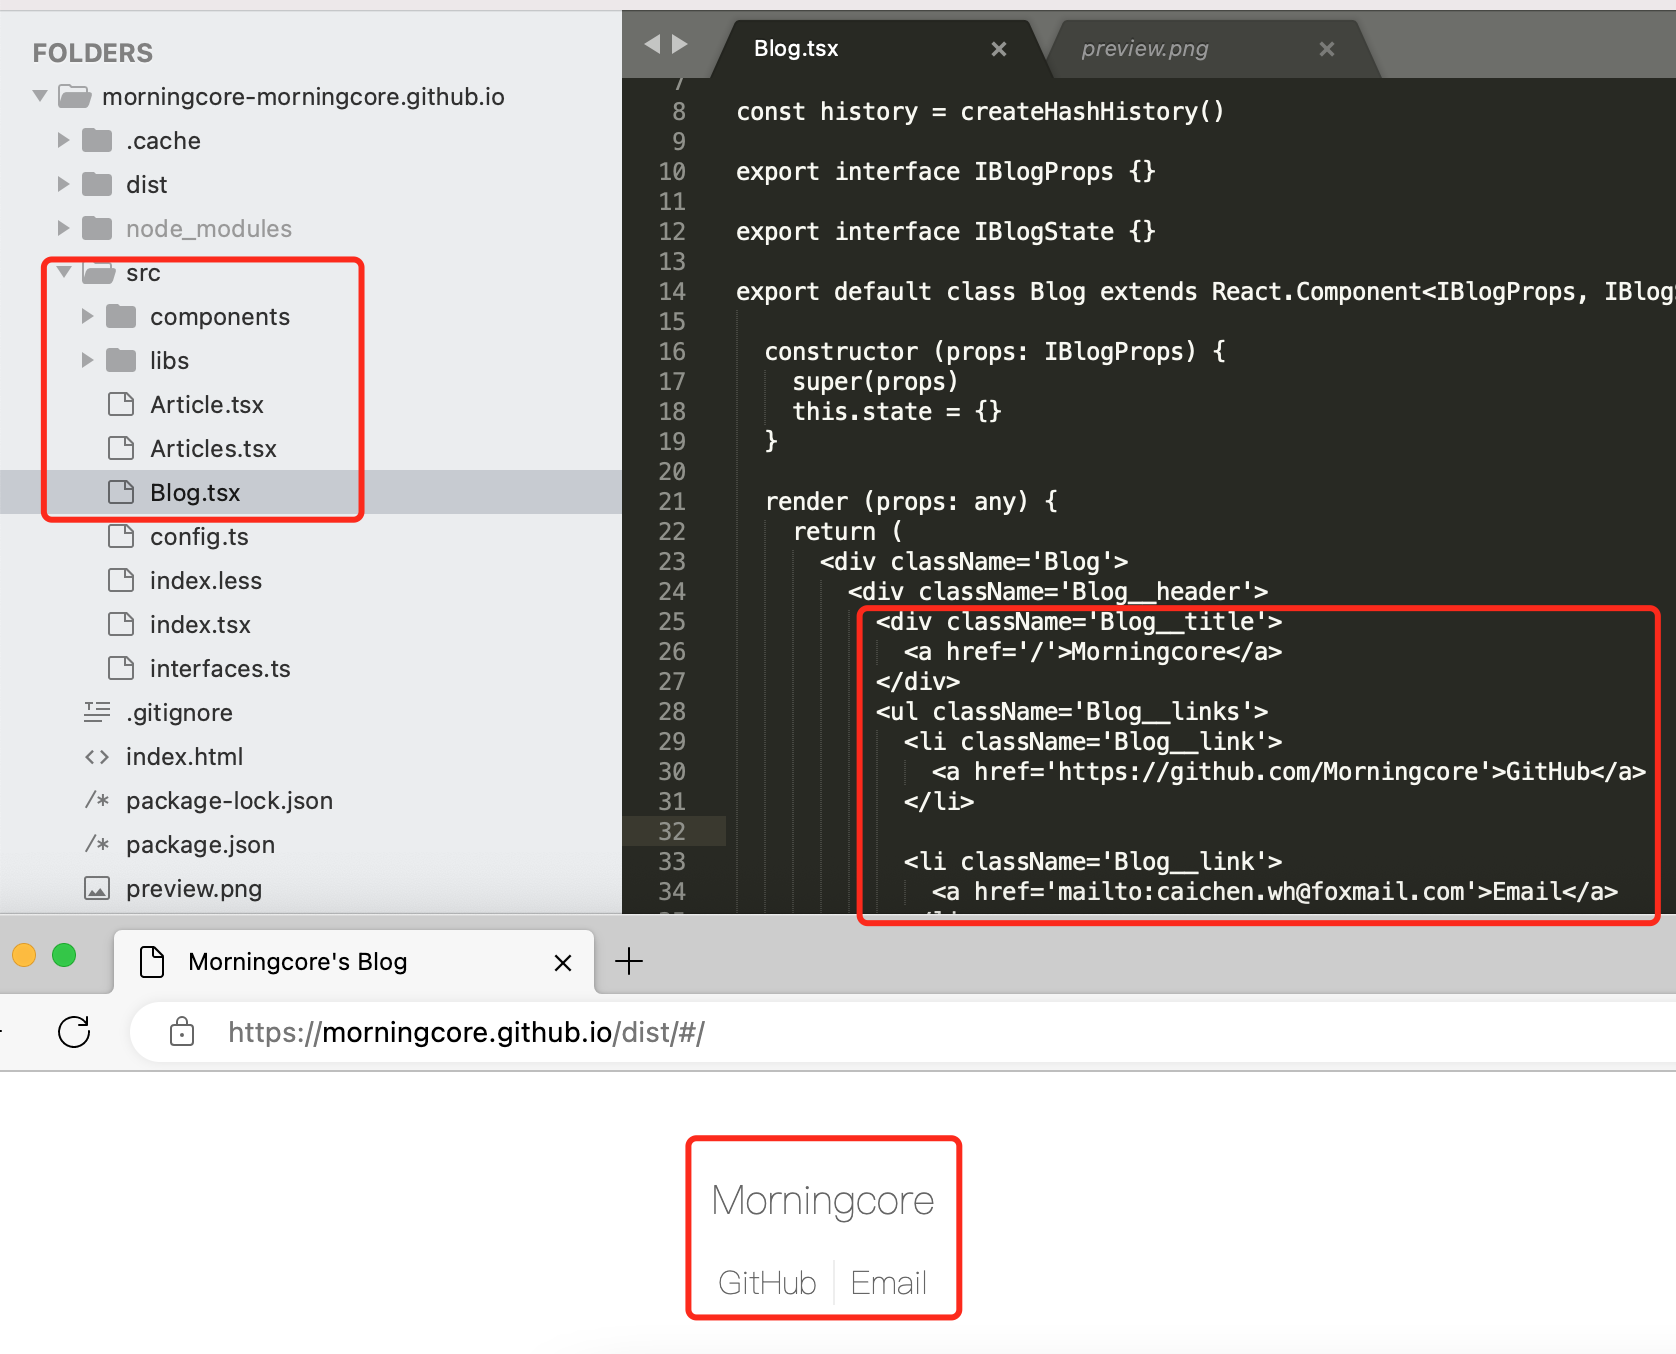 FOLDERS
morningcore-morningcore.github.io
.cache
dist
node_modules
src
components
libs
Article.tsx
Articles.tsx
Blog.tsx
config.ts
index.less
index.tsx
interfaces.ts
.gitignore
index.html
/* package-lock.json
/* package.json
preview.png
Blog.tsx
preview.png
7
8 const history = createHashHistory()
9
10 export interface IBlogProps {}
11
12 export interface IBlogState {}
13
14 export default class Blog extends React.Component<IBlogProps, IBlogS
15
16 constructor (props: IBlogProps) {
17 super(props)
18 this.state = {}
19 }
20
21 render (props: any) {
22 return (
23 <div className='Blog'>
24 <div className='Blog__header'>
25 <div className='Blog__title'>
26 <a href='/'>Morningcore</a>
27 </div>
28 <ul className='Blog__links'>
29 <li className='Blog__link'>
30 <a href='https://github.com/Morningcore'>GitHub</a>
31 </li>
32
33 <li className='Blog__link'>
34 <a href='mailto:caichen.wh@foxmail.com'>Email</a>
Morningcore's Blog
https://morningcore.github.io/dist/#/
Morningcore
GitHub
Email